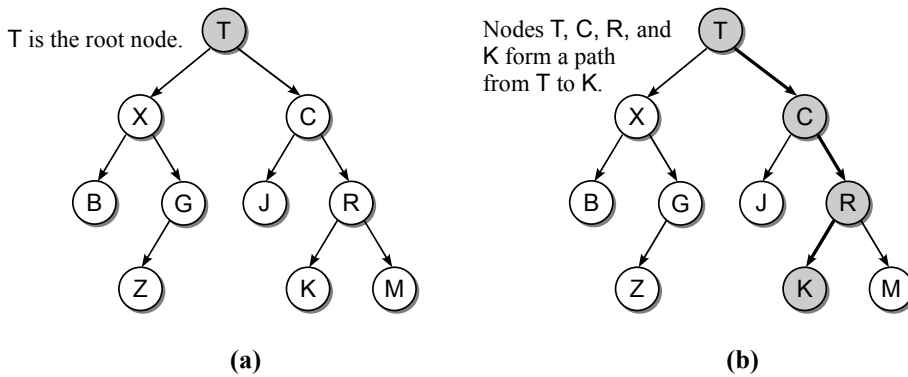 T is the root node.
T
X
C
B
G
J
R
Z
K
M
(a)
Nodes T, C, R, and
K form a path
from T to K.
T
X
C
B
G
J
R
Z
K
M
(b)